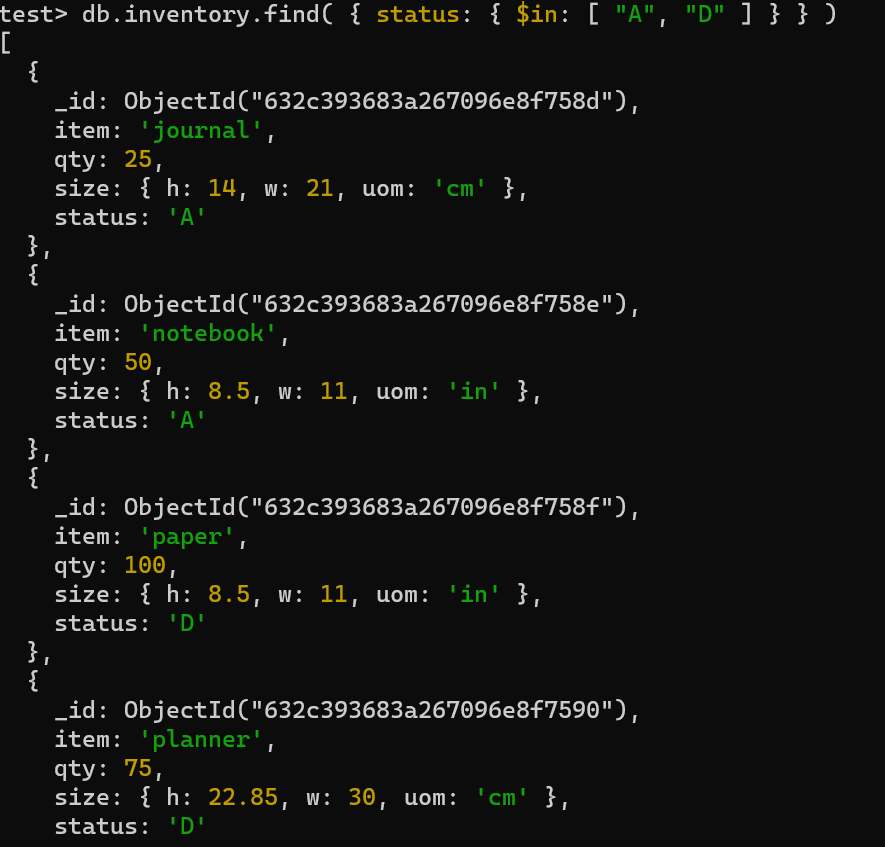 test> db.inventory.find( { status: { $in: [ "A", "D" ] } } )
[
  {
    _id: ObjectId("632c393683a267096e8f758d"),
    item: 'journal',
    qty: 25,
    size: { h: 14, w: 21, uom: 'cm' },
    status: 'A'
  },
  {
    _id: ObjectId("632c393683a267096e8f758e"),
    item: 'notebook',
    qty: 50,
    size: { h: 8.5, w: 11, uom: 'in' },
    status: 'A'
  },
  {
    _id: ObjectId("632c393683a267096e8f758f"),
    item: 'paper',
    qty: 100,
    size: { h: 8.5, w: 11, uom: 'in' },
    status: 'D'
  },
  {
    _id: ObjectId("632c393683a267096e8f7590"),
    item: 'planner',
    qty: 75,
    size: { h: 22.85, w: 30, uom: 'cm' },
    status: 'D'